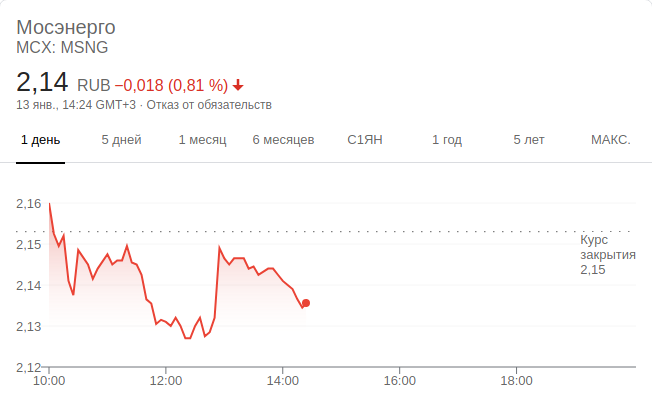 Мосэнерго
MCX: MSNG
2,14 RUB −0,018 (0,81 %)
13 янв., 14:24 GMT+3 · Отказ от обязательств
1 день 5 дней 1 месяц 6 месяцев С1ЯН 1 год 5 лет МАКС.
2,16
2,15
2,14
2,13
2,12
Курс
закрытия
2,15
10:00 12:00 14:00 16:00 18:00